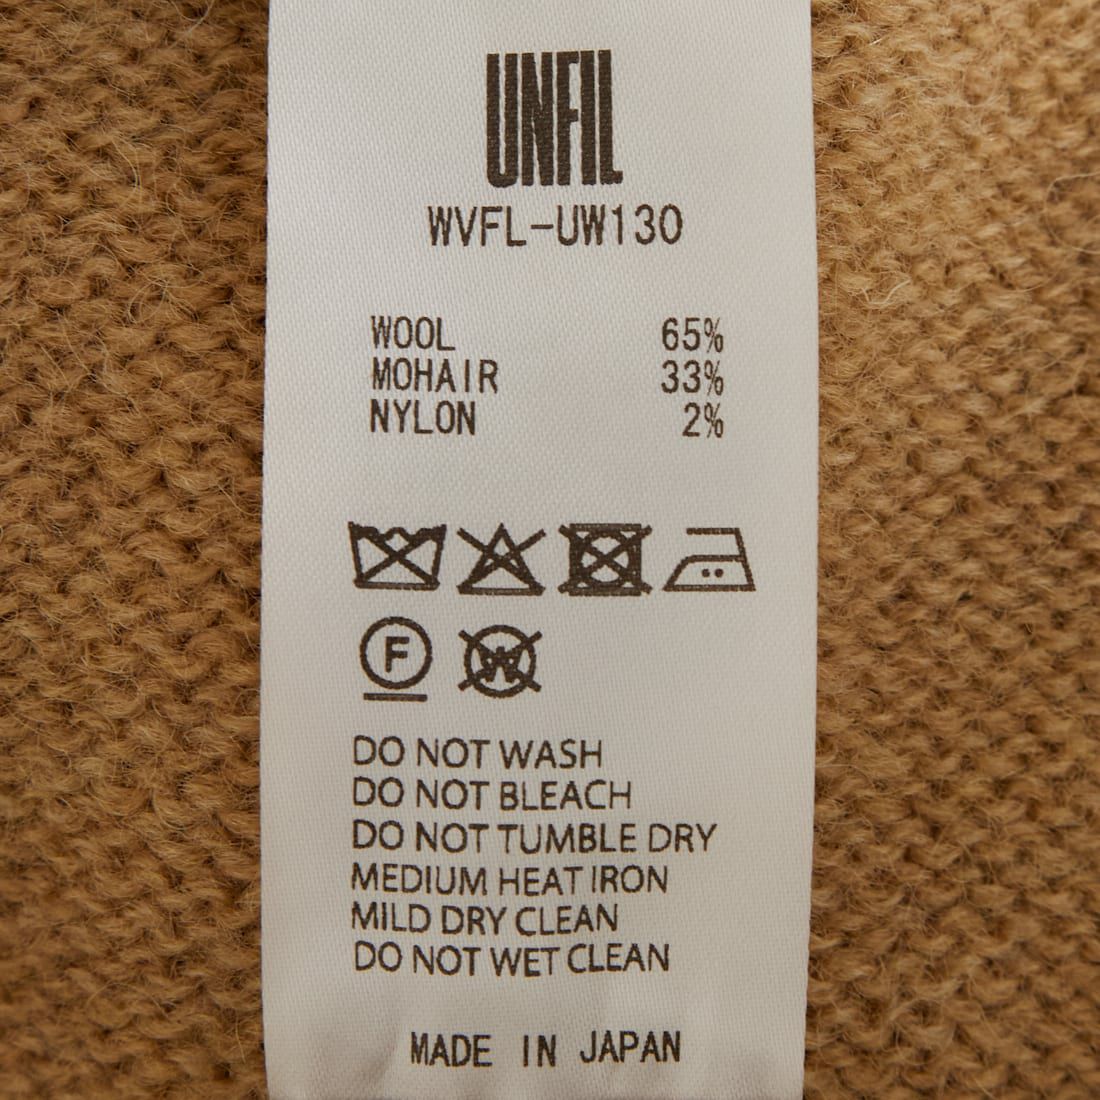 UNFIL
WVFL-UW130
WOOL 65%
MOHAIR 33%
NYLON 2%
F W
DO NOT WASH
DO NOT BLEACH
DO NOT TUMBLE DRY
MEDIUM HEAT IRON
MILD DRY CLEAN
DO NOT WET CLEAN
MADE IN JAPAN